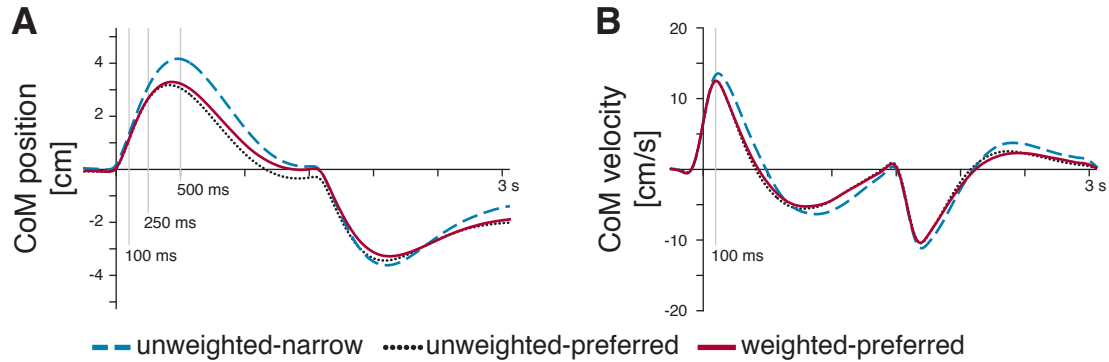 A
CoM position
[cm]
4
2
-2
-4
500 ms
250 ms
100 ms
3 s
B
CoM velocity
[cm/s]
20
10
-10
-20
100 ms
3 s
unweighted-narrow
unweighted-preferred
weighted-preferred